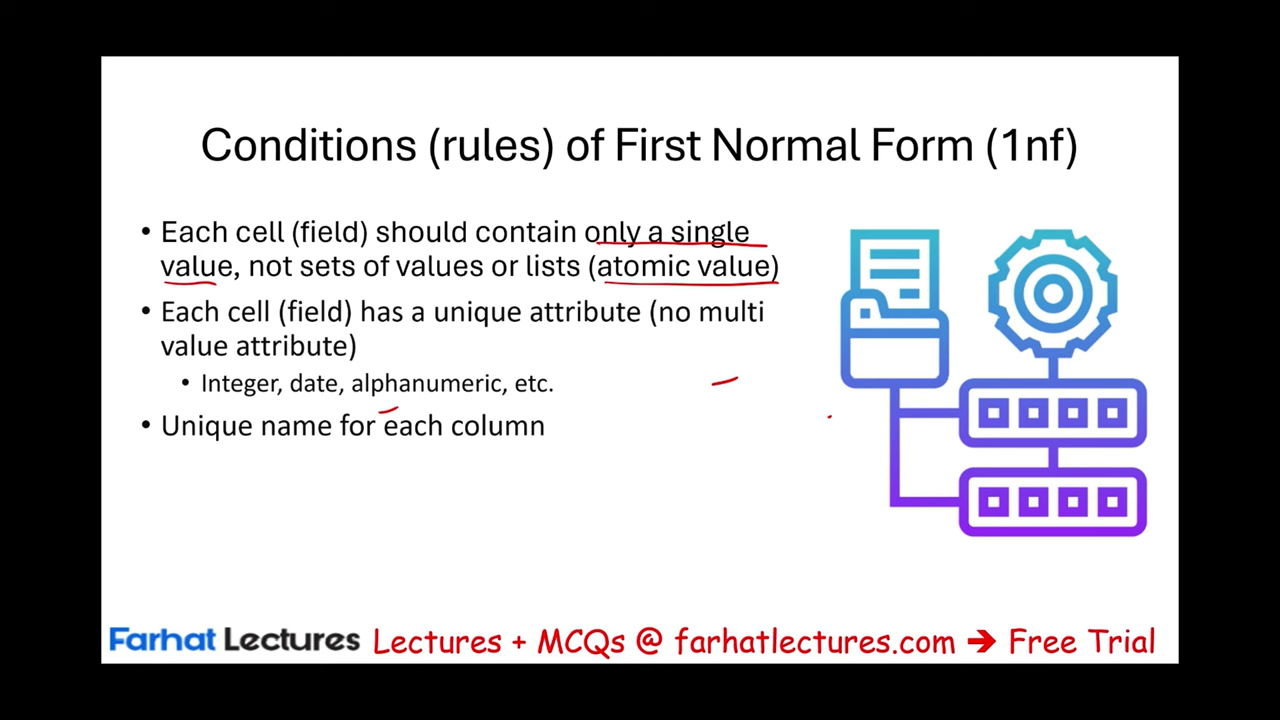 Conditions (rules) of First Normal Form (1nf)
• Each cell (field) should contain only a single
value, not sets of values or lists (atomic value)
• Each cell (field) has a unique attribute (no multi
value attribute)
• Integer, date, alphanumeric, etc.
• Unique name for each column
Farhat Lectures Lectures + MCQs @ farhatlectures.com ➔ Free Trial